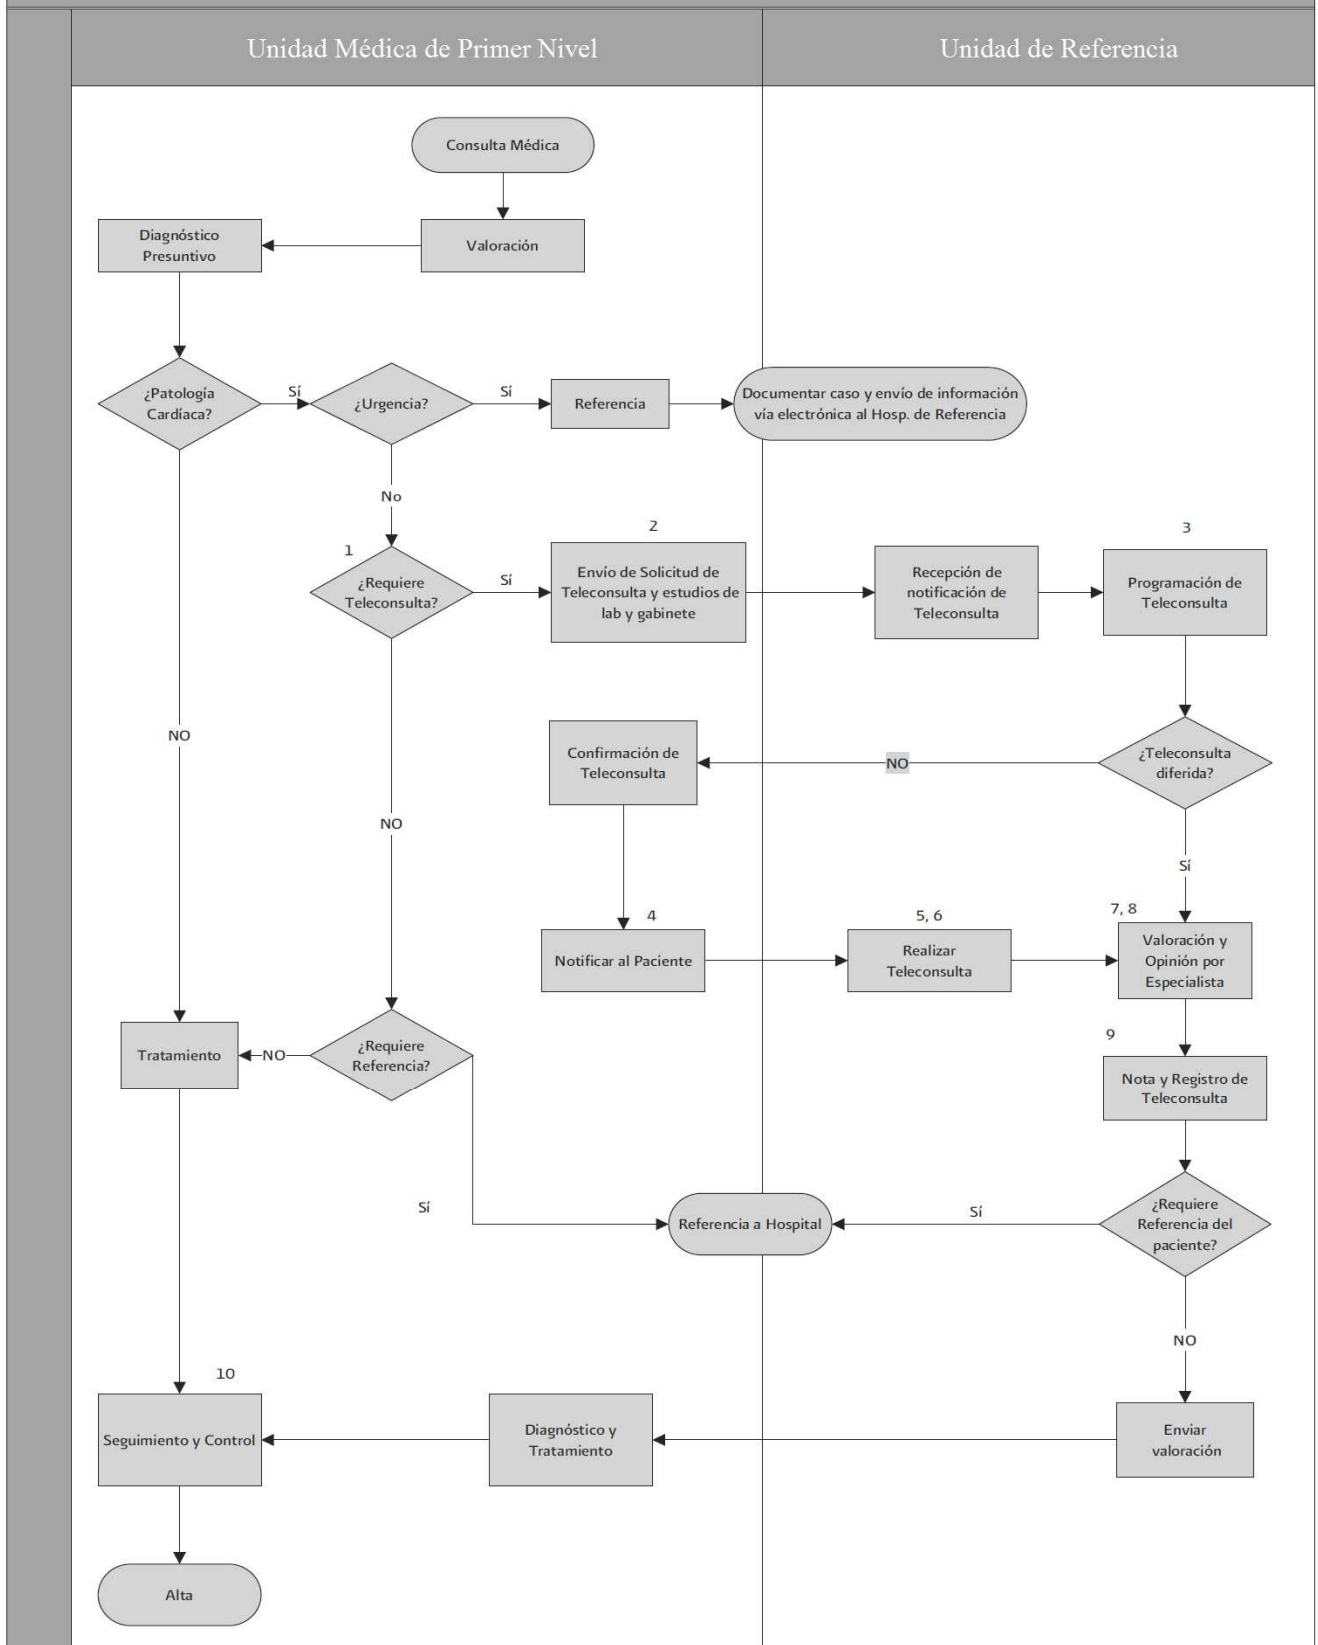 Unidad Médica de Primer Nivel
Unidad de Referencia
Consulta Médica
Diagnóstico
Presuntivo
Valoración
¿Patología
Cardíaca?
Sí
¿Urgencia?
Sí
Referencia
Documentar caso y envío de información
vía electrónica al Hosp. de Referencia
No
1
¿Requiere
Teleconsulta?
Sí
2
Envío de Solicitud de
Teleconsulta y estudios de
lab y gabinete
Recepción de
notificación de
Teleconsulta
3
Programación de
Teleconsulta
NO
Confirmación de
Teleconsulta
NO
¿Teleconsulta
diferida?
NO
Sí
4
Notificar al Paciente
5, 6
Realizar
Teleconsulta
7, 8
Valoración y
Opinión por
Especialista
Tratamiento
NO
¿Requiere
Referencia?
9
Nota y Registro de
Teleconsulta
Sí
Referencia a Hospital
Sí
¿Requiere
Referencia del
paciente?
NO
10
Seguimiento y Control
Diagnóstico y
Tratamiento
Enviar
valoración
Alta